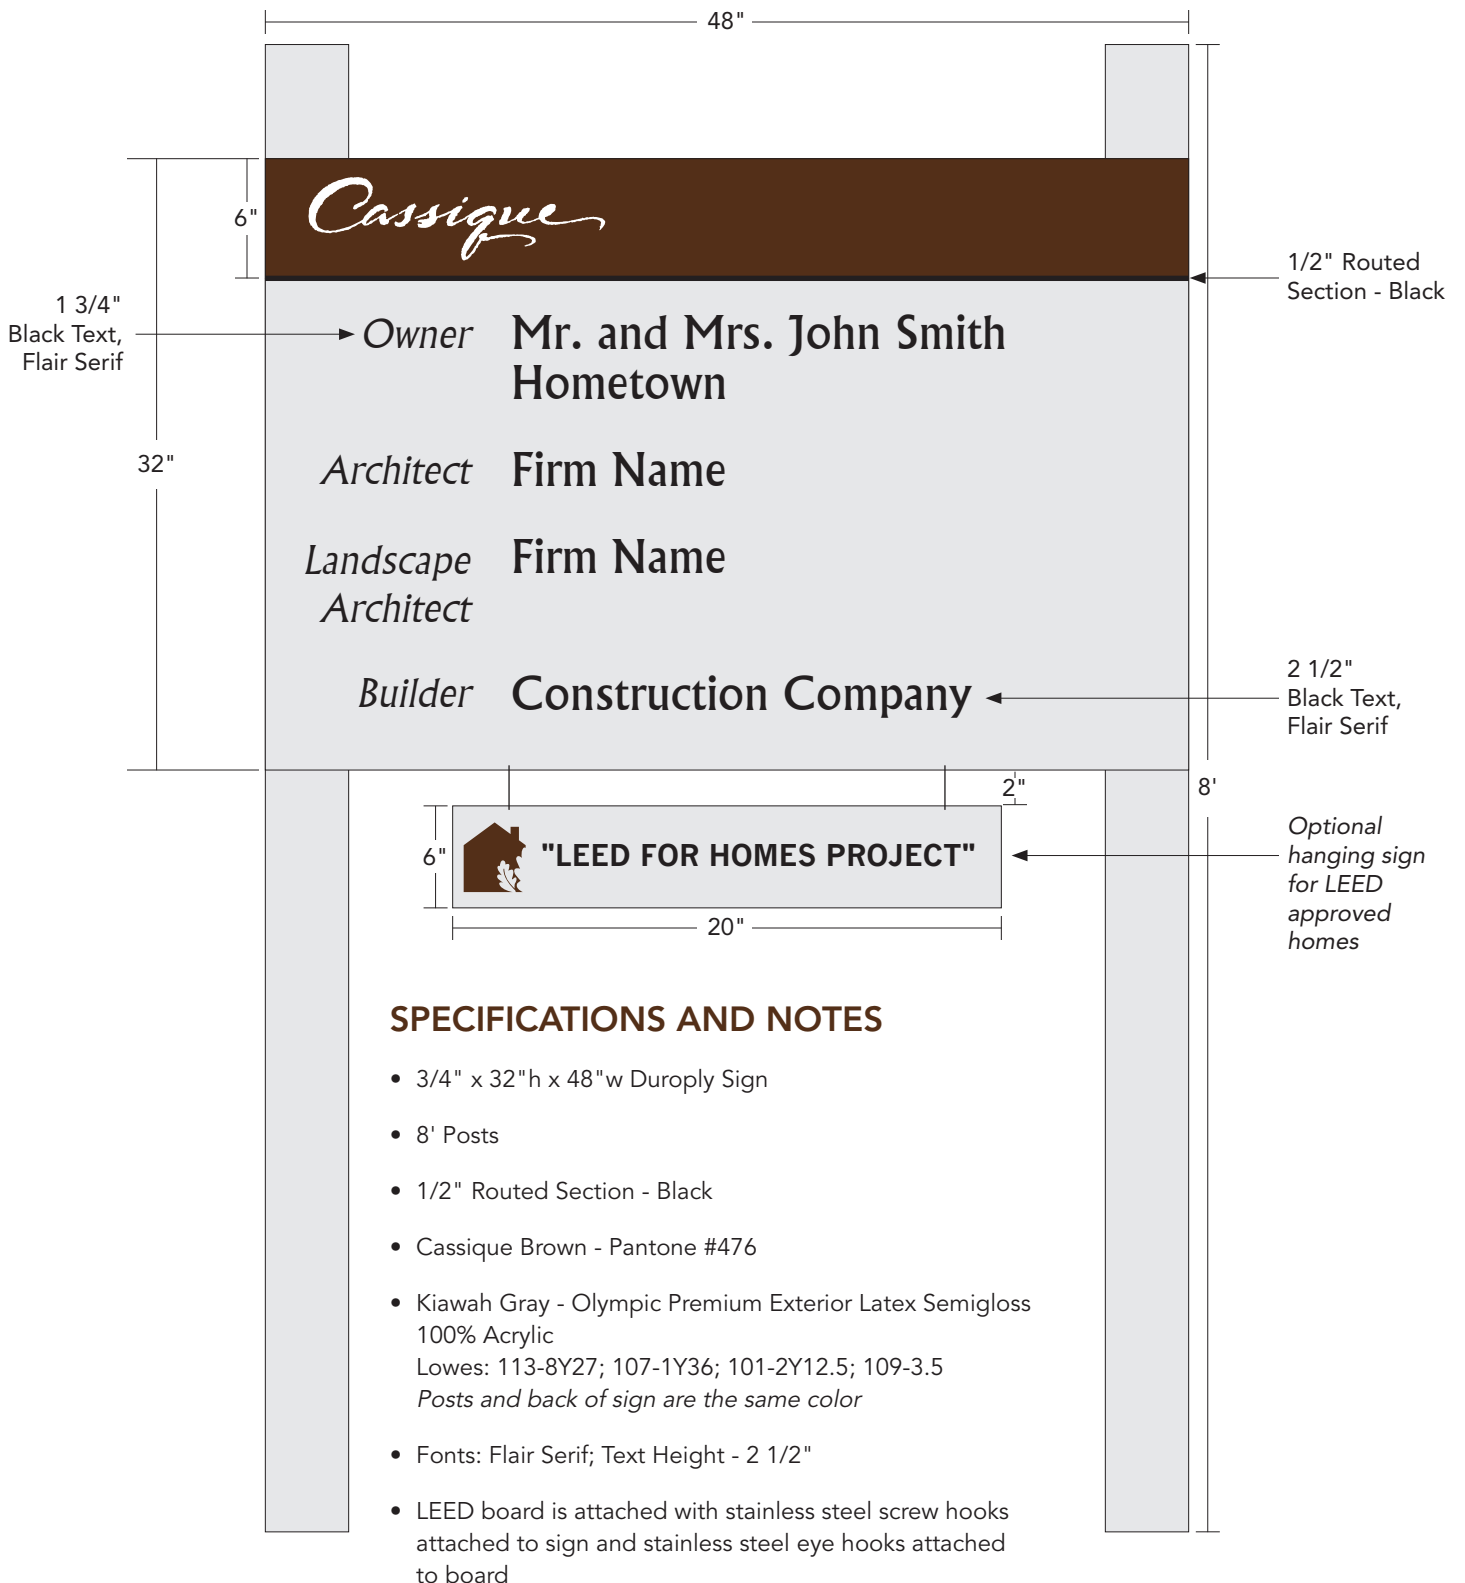 48"
Cassique
6"
1/2" Routed
Section - Black
1 3/4"
Black Text,
Flair Serif
Owner Mr. and Mrs. John Smith
Hometown
32"
Architect Firm Name
Landscape Firm Name
Architect
Builder Construction Company
2 1/2"
Black Text,
Flair Serif
2"
8'
6"
"LEED FOR HOMES PROJECT"
Optional
hanging sign
for LEED
approved
homes
20"
SPECIFICATIONS AND NOTES
• 3/4" x 32"h x 48"w Duroply Sign
• 8' Posts
• 1/2" Routed Section - Black
• Cassique Brown - Pantone #476
• Kiawah Gray - Olympic Premium Exterior Latex Semigloss
100% Acrylic
Lowes: 113-8Y27; 107-1Y36; 101-2Y12.5; 109-3.5
Posts and back of sign are the same color
• Fonts: Flair Serif; Text Height - 2 1/2"
• LEED board is attached with stainless steel screw hooks
attached to sign and stainless steel eye hooks attached
to board